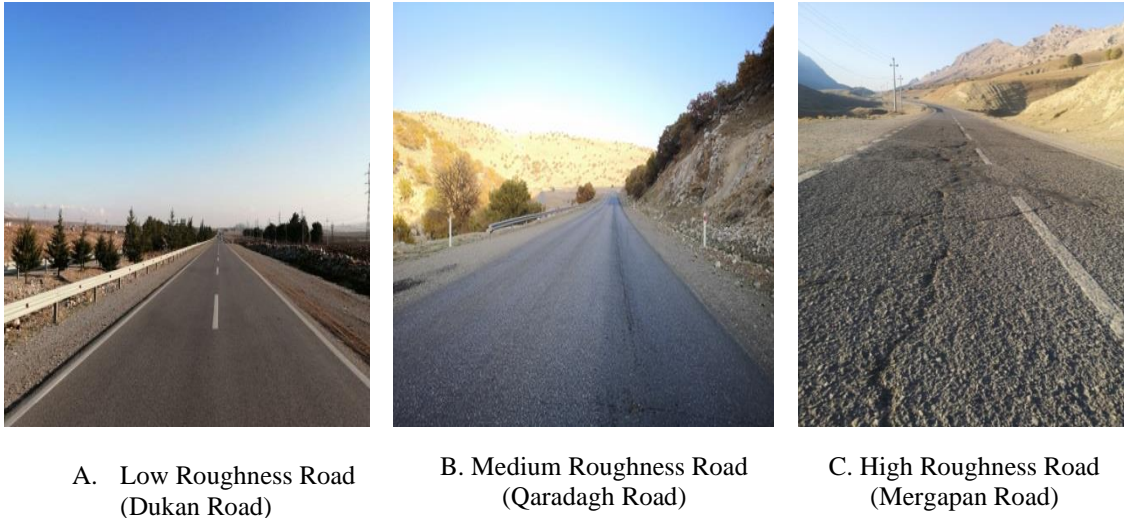 A. Low Roughness Road
(Dukan Road)
B. Medium Roughness Road
(Qaradagh Road)
C. High Roughness Road
(Mergapan Road)